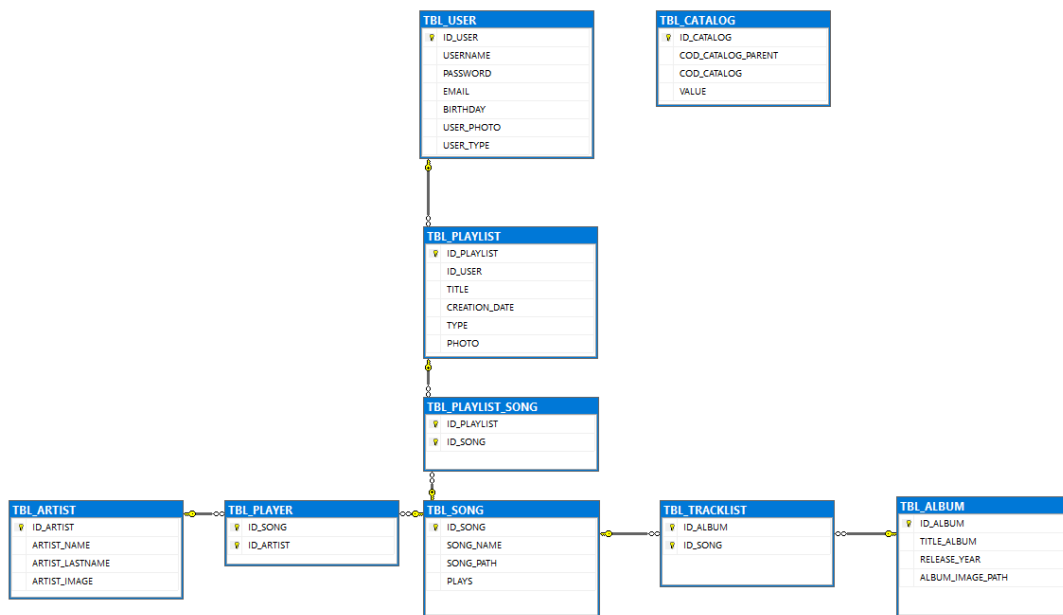 TBL_USER
ID_USER
USERNAME
PASSWORD
EMAIL
BIRTHDAY
USER_PHOTO
USER_TYPE
TBL_CATALOG
ID_CATALOG
COD_CATALOG_PARENT
COD_CATALOG
VALUE
TBL_PLAYLIST
ID_PLAYLIST
ID_USER
TITLE
CREATION_DATE
TYPE
PHOTO
TBL_PLAYLIST_SONG
ID_PLAYLIST
ID_SONG
TBL_ARTIST
ID_ARTIST
ARTIST_NAME
ARTIST_LASTNAME
ARTIST_IMAGE
TBL_PLAYER
ID_SONG
ID_ARTIST
TBL_SONG
ID_SONG
SONG_NAME
SONG_PATH
PLAYS
TBL_TRACKLIST
ID_ALBUM
ID_SONG
TBL_ALBUM
ID_ALBUM
TITLE_ALBUM
RELEASE_YEAR
ALBUM_IMAGE_PATH